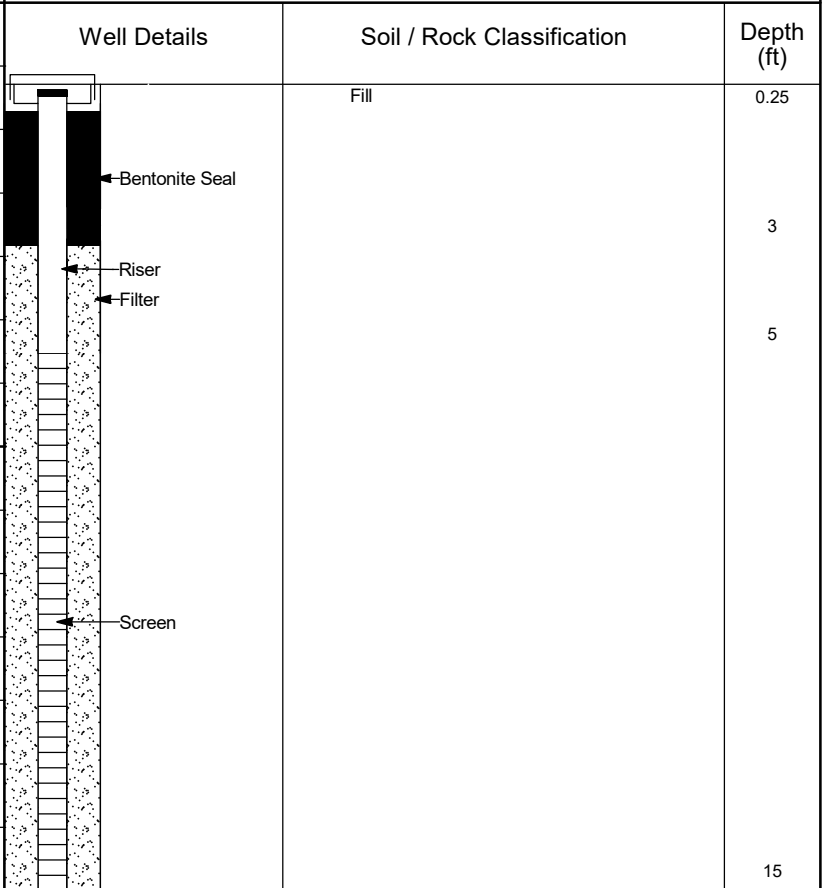 Well Details
Soil / Rock Classification
Depth
(ft)
Fill
0.25
Bentonite Seal
3
Riser
Filter
5
Screen
15